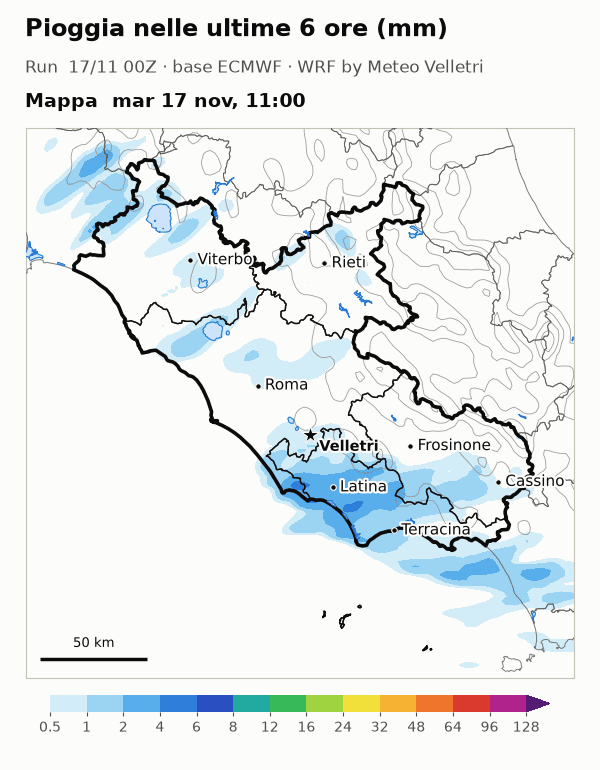 Pioggia nelle ultime 6 ore (mm)
Run  17/11 00Z · base ECMWF · WRF by Meteo Velletri
Mappa  mar 17 nov, 11:00
Viterbo
Rieti
Roma
Velletri
Frosinone
Latina
Cassino
Terracina
50 km
0.5 1 2 4 6 8 12 16 24 32 48 64 96 128